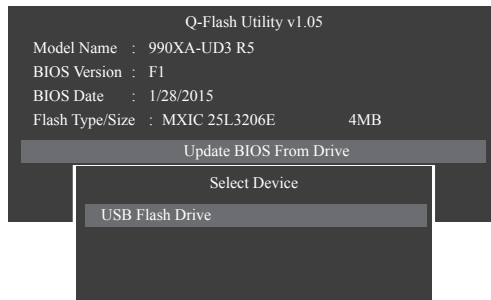 Q-Flash Utility v1.05
Model Name : 990XA-UD3 R5
BIOS Version : F1
BIOS Date : 1/28/2015
Flash Type/Size : MXIC 25L3206E 4MB
Update BIOS From Drive
Select Device
USB Flash Drive